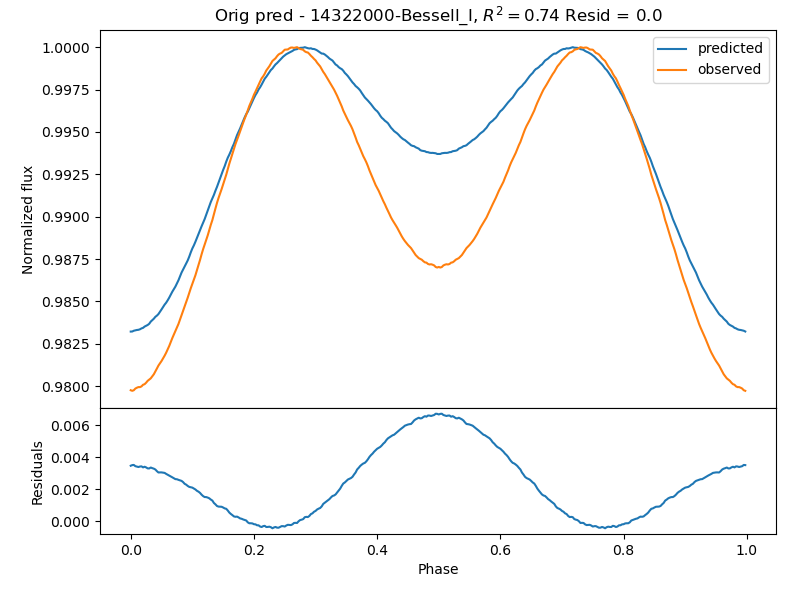 Orig pred - 14322000-Bessell_I, R² = 0.74 Resid = 0.0
predicted
observed
Normalized flux
1.0000
0.9975
0.9950
0.9925
0.9900
0.9875
0.9850
0.9825
0.9800
Residuals
0.006
0.004
0.002
0.000
0.0 0.2 0.4 0.6 0.8 1.0
Phase